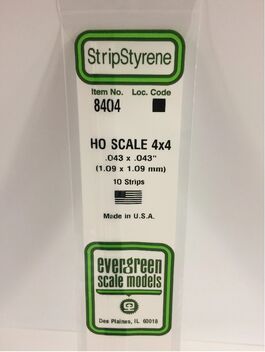 StripStyrene
Item No. Loc. Code
8404
HO SCALE 4x4
.043 x .043"
(1.09 x 1.09 mm)
10 Strips
Made in U.S.A.
evergreen
scale models
Des Plaines, IL 60018